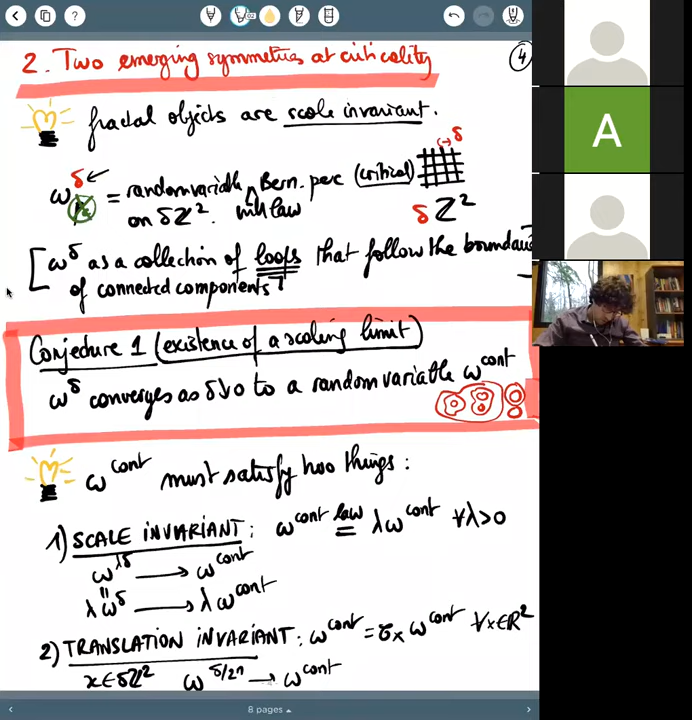 2. Two emerging symmetries at criticality
4
fractal objects are scale invariant.
ω^δ = random variable with law Bern. perc (critical) on δZ². δ
δZ²
[ω^δ as a collection of loops that follow the boundar
of connected components]
Conjecture 1 (existence of a scaling limit)
ω^δ converges as δ↓0 to a random variable ω^cont
ω^cont must satisfy two things:
1) SCALE INVARIANT: ω^cont law= λω^cont ∀λ>0
ω^λδ → ω^cont
λω^δ → λω^cont
2) TRANSLATION INVARIANT: ω^cont = τₓ ω^cont ∀x∈R²
x∈δZ² ω^δ/2ⁿ → ω^cont
8 pages
A